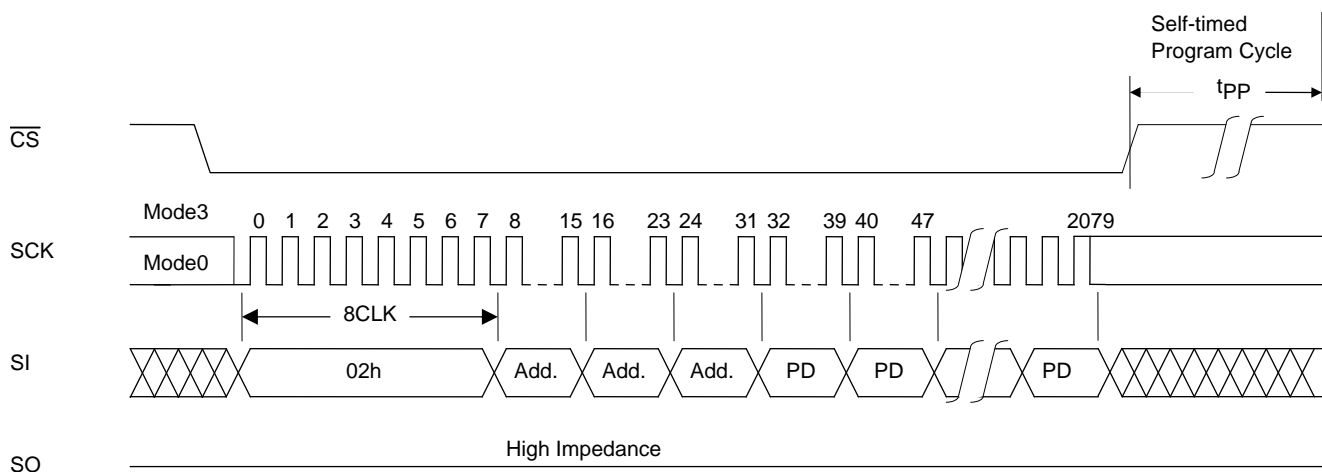 Self-timed
Program Cycle
tPP
CS
Mode3
0 1 2 3 4 5 6 7 8 15 16 23 24 31 32 39 40 47 2079
SCK
Mode0
8CLK
SI
02h Add. Add. Add. PD PD PD
High Impedance
SO